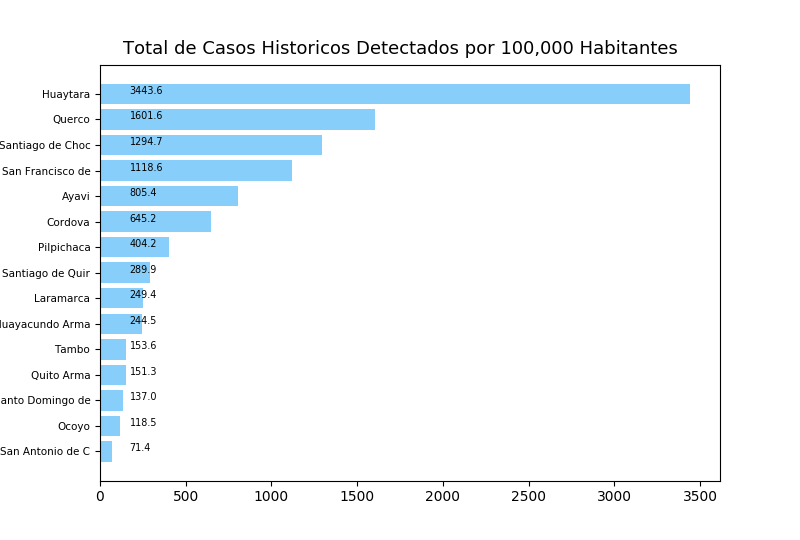 Total de Casos Historicos Detectados por 100,000 Habitantes
Huaytara 3443.6
Querco 1601.6
Santiago de Choc 1294.7
San Francisco de 1118.6
Ayavi 805.4
Cordova 645.2
Pilpichaca 404.2
Santiago de Quir 289.9
Laramarca 249.4
uayacundo Arma 244.5
Tambo 153.6
Quito Arma 151.3
anto Domingo de 137.0
Ocoyo 118.5
San Antonio de C 71.4
0 500 1000 1500 2000 2500 3000 3500